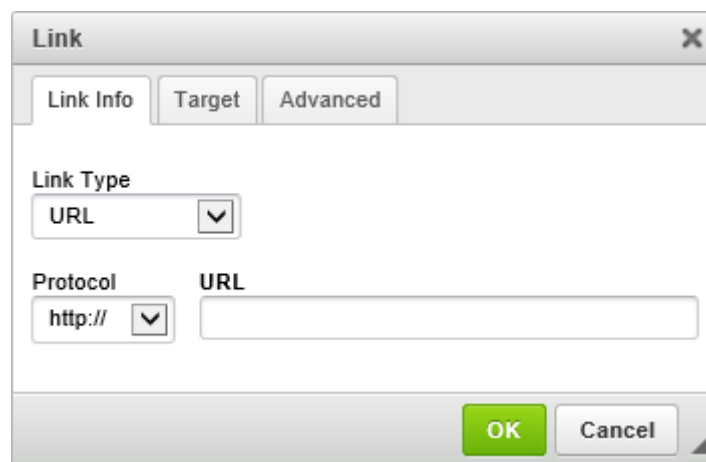 Link
Link Info Target Advanced
Link Type
URL
Protocol URL
http://
OK Cancel